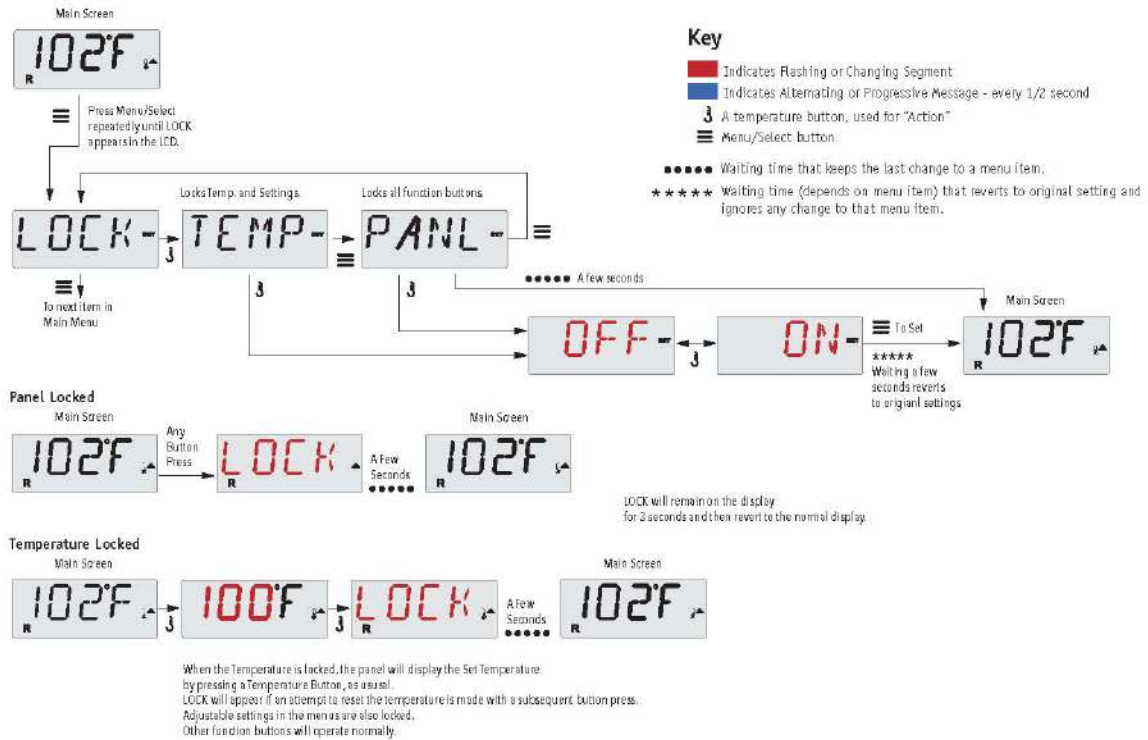 Main Screen
102°F
R
Press Menu/Select
repeatedly until LOCK
appears in the LCD.
Key
Indicates Flashing or Changing Segment
Indicates Alternating or Progressive Message - every 1/2 second
A temperature button, used for "Action"
Menu/Select button
••••• Waiting time that keeps the last change to a menu item.
***** Waiting time (depends on menu item) that reverts to original setting and
ignores any change to that menu item.
Locks Temp. and Settings.
Locks all function buttons.
LOCK SET
TEMP SET
PANL SET
To next item in
Main Menu
••••• A few seconds
OFF SET
ON SET
To Set
*****
Waiting a few
seconds reverts
to origianl settings
Main Screen
102°F
R
Panel Locked
Main Screen
102°F
R
Any
Button
Press
LOCK
R
A Few
Seconds
•••••
Main Screen
102°F
R
LOCK will remain on the display
for 3 seconds and then revert to the normal display.
Temperature Locked
Main Screen
102°F
R
100°F
LOCK
R
A Few
Seconds
•••••
Main Screen
102°F
R
When the Temperature is locked, the panel will display the Set Temperature
by pressing a Temperature Button, as ususal.
LOCK will appear if an attempt to reset the temperature is made with a subsequent button press.
Adjustable settings in the menus are also locked.
Other function buttons will operate normally.